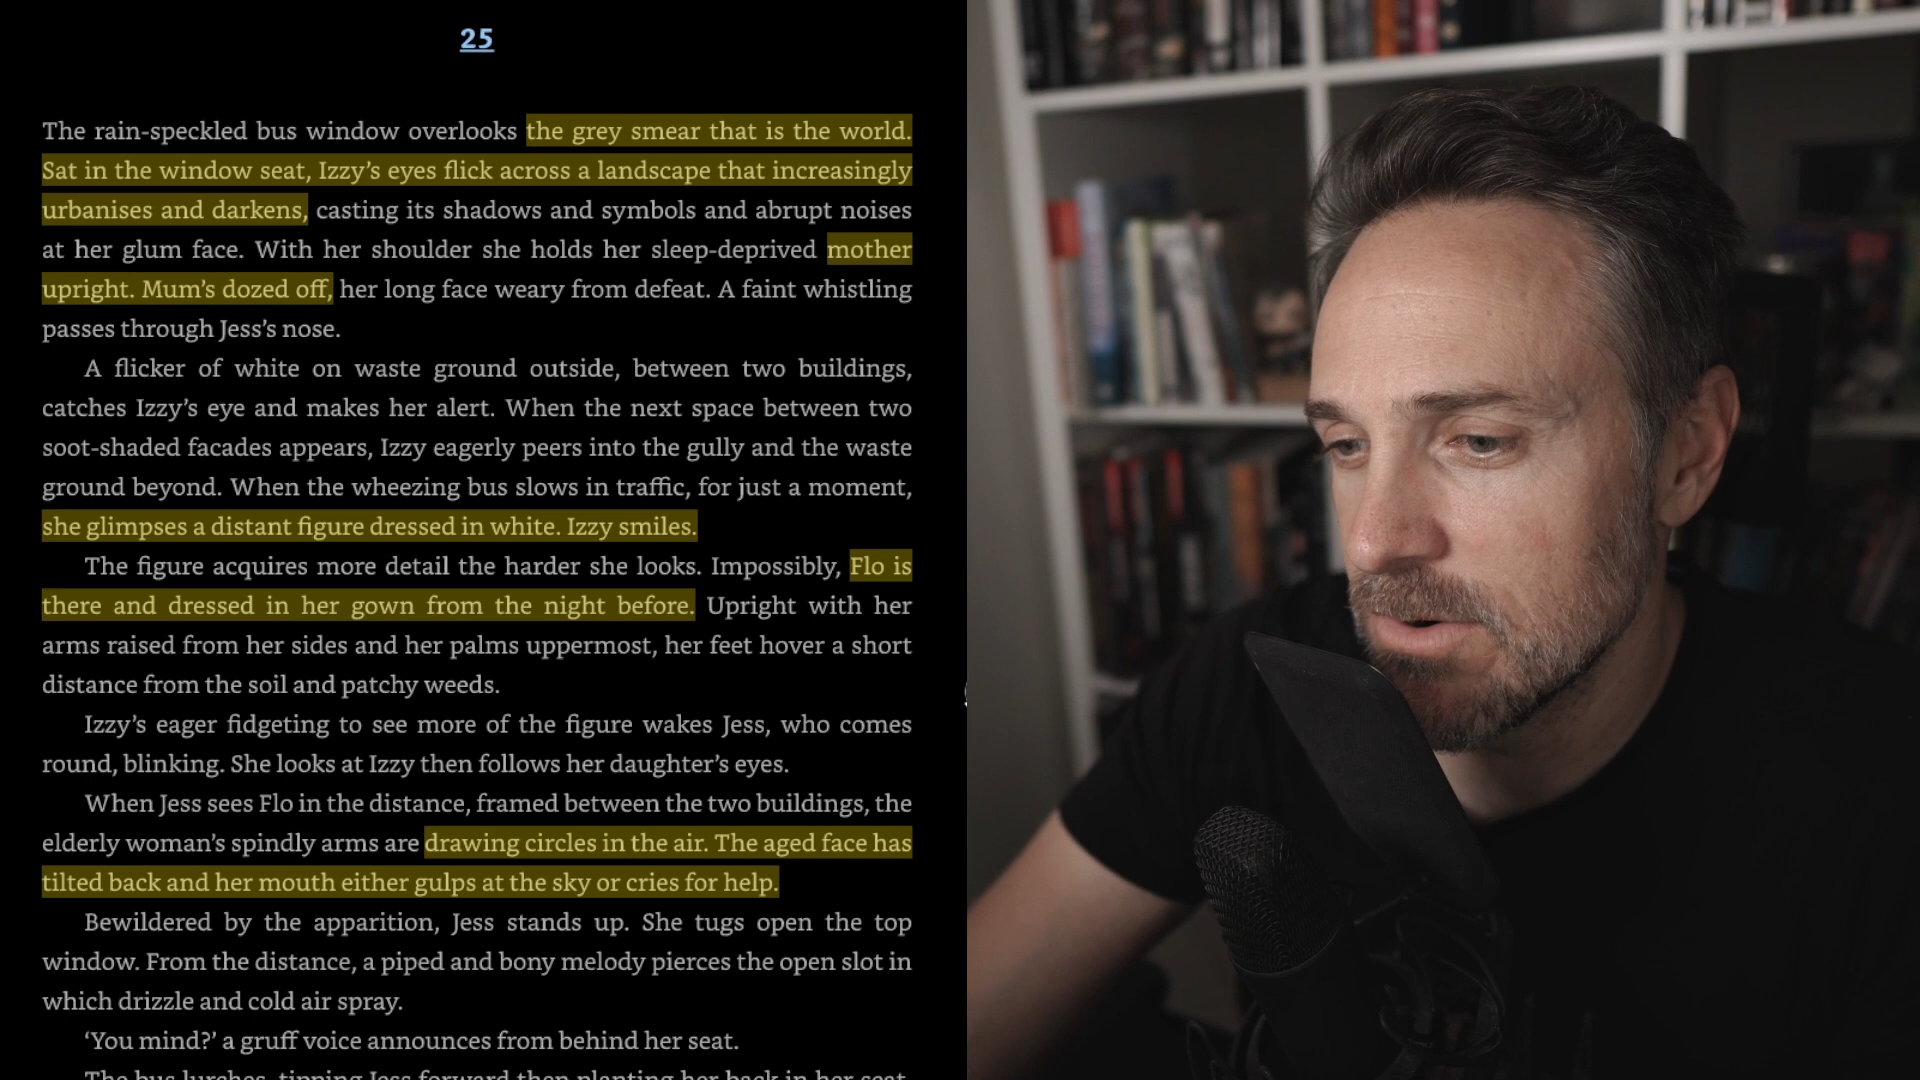 25
The rain-speckled bus window overlooks the grey smear that is the world.
Sat in the window seat, Izzy’s eyes flick across a landscape that increasingly
urbanises and darkens, casting its shadows and symbols and abrupt noises
at her glum face. With her shoulder she holds her sleep-deprived mother
upright. Mum’s dozed off, her long face weary from defeat. A faint whistling
passes through Jess’s nose.
A flicker of white on waste ground outside, between two buildings,
catches Izzy’s eye and makes her alert. When the next space between two
soot-shaded facades appears, Izzy eagerly peers into the gully and the waste
ground beyond. When the wheezing bus slows in traffic, for just a moment,
she glimpses a distant figure dressed in white. Izzy smiles.
The figure acquires more detail the harder she looks. Impossibly, Flo is
there and dressed in her gown from the night before. Upright with her
arms raised from her sides and her palms uppermost, her feet hover a short
distance from the soil and patchy weeds.
Izzy’s eager fidgeting to see more of the figure wakes Jess, who comes
round, blinking. She looks at Izzy then follows her daughter’s eyes.
When Jess sees Flo in the distance, framed between the two buildings, the
elderly woman’s spindly arms are drawing circles in the air. The aged face has
tilted back and her mouth either gulps at the sky or cries for help.
Bewildered by the apparition, Jess stands up. She tugs open the top
window. From the distance, a piped and bony melody pierces the open slot in
which drizzle and cold air spray.
‘You mind?’ a gruff voice announces from behind her seat.
The bus lurches, tipping Jess forward then planting her back in her seat.